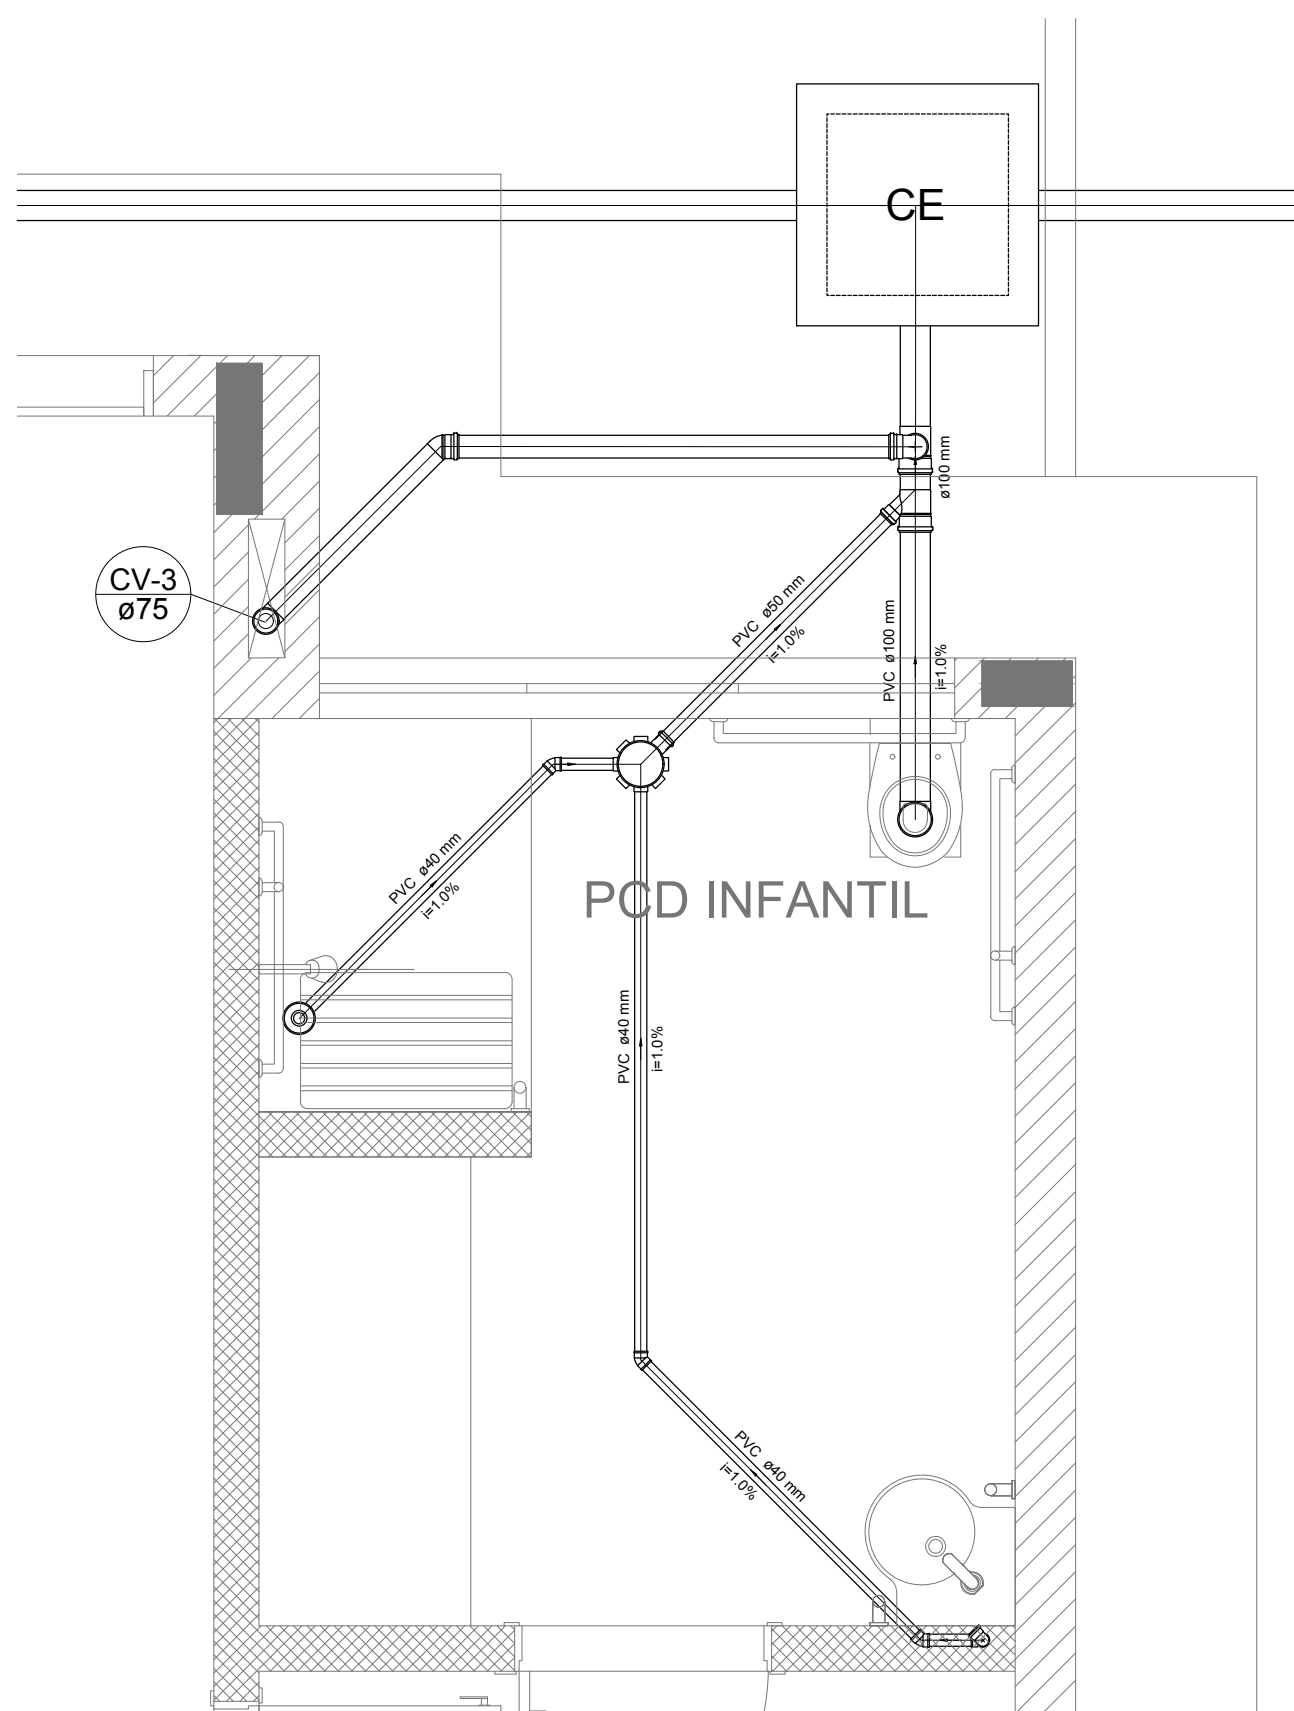 CE
ø100 mm
CV-3
ø75
PVC ø50 mm
i=1.0%
PVC ø100 mm
i=1.0%
PVC ø40 mm
i=1.0%
PCD INFANTIL
PVC ø40 mm
i=1.0%
PVC ø40 mm
i=1.0%